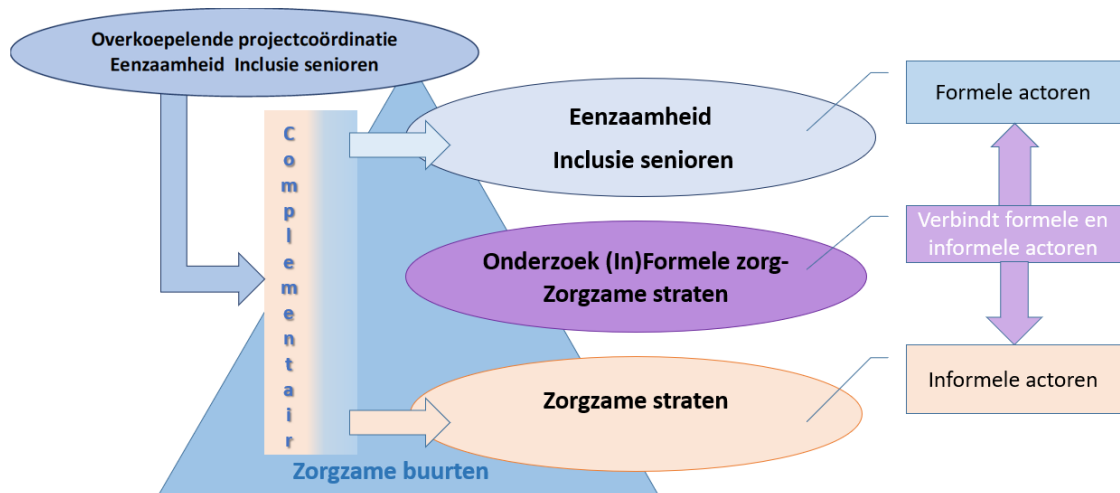 Overkoepelende projectcoördinatie
Eenzaamheid Inclusie senioren
Complementair
Eenzaamheid
Inclusie senioren
Formele actoren
Onderzoek (In)Formele zorg-
Zorgzame straten
Verbindt formele en
informele actoren
Zorgzame straten
Informele actoren
Zorgzame buurten